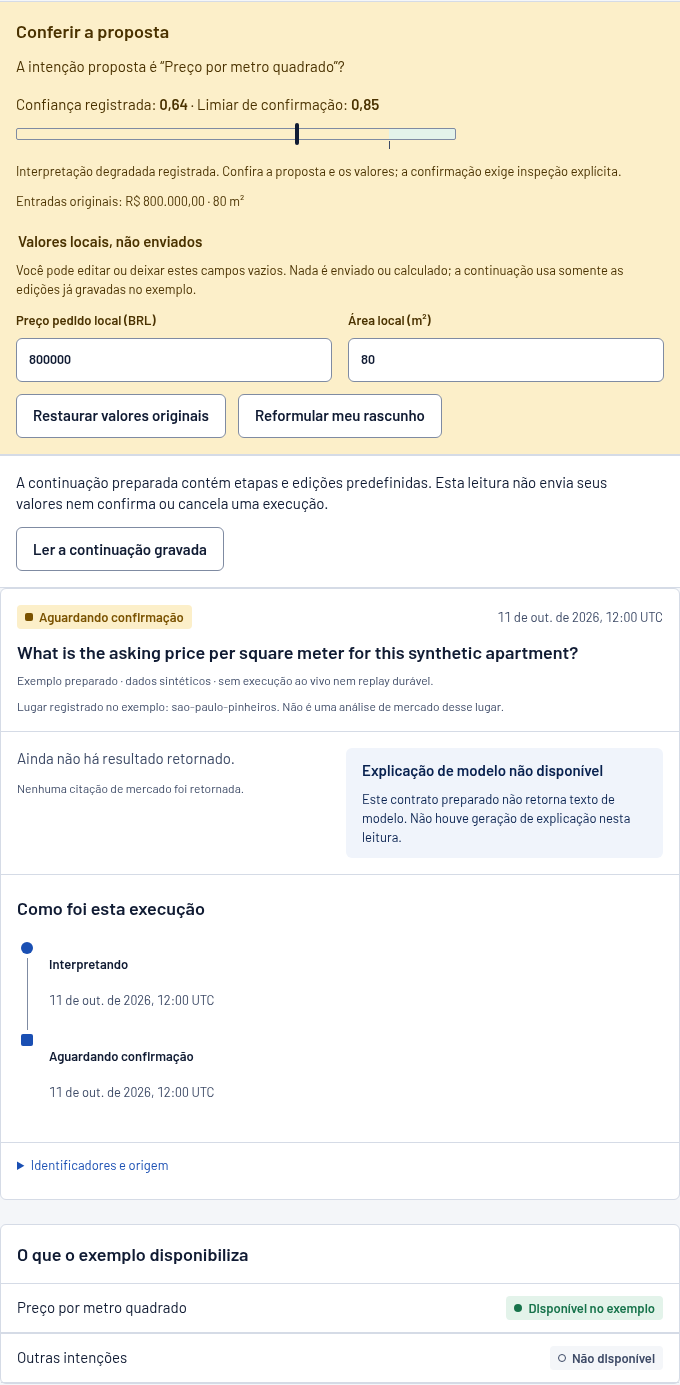 Conferir a proposta
A intenção proposta é “Preço por metro quadrado”?
Confiança registrada: 0,64 · Limiar de confirmação: 0,85
Interpretação degradada registrada. Confira a proposta e os valores; a confirmação exige inspeção explícita.
Entradas originais: R$ 800.000,00 · 80 m²
Valores locais, não enviados
Você pode editar ou deixar estes campos vazios. Nada é enviado ou calculado; a continuação usa somente as
edições já gravadas no exemplo.
Preço pedido local (BRL)
Área local (m²)
800000
80
Restaurar valores originais
Reformular meu rascunho
A continuação preparada contém etapas e edições predefinidas. Esta leitura não envia seus
valores nem confirma ou cancela uma execução.
Ler a continuação gravada
Aguardando confirmação
11 de out. de 2026, 12:00 UTC
What is the asking price per square meter for this synthetic apartment?
Exemplo preparado · dados sintéticos · sem execução ao vivo nem replay durável.
Lugar registrado no exemplo: sao-paulo-pinheiros. Não é uma análise de mercado desse lugar.
Ainda não há resultado retornado.
Nenhuma citação de mercado foi retornada.
Explicação de modelo não disponível
Este contrato preparado não retorna texto de
modelo. Não houve geração de explicação nesta
leitura.
Como foi esta execução
Interpretando
11 de out. de 2026, 12:00 UTC
Aguardando confirmação
11 de out. de 2026, 12:00 UTC
Identificadores e origem
O que o exemplo disponibiliza
Preço por metro quadrado
Disponível no exemplo
Outras intenções
Não disponível